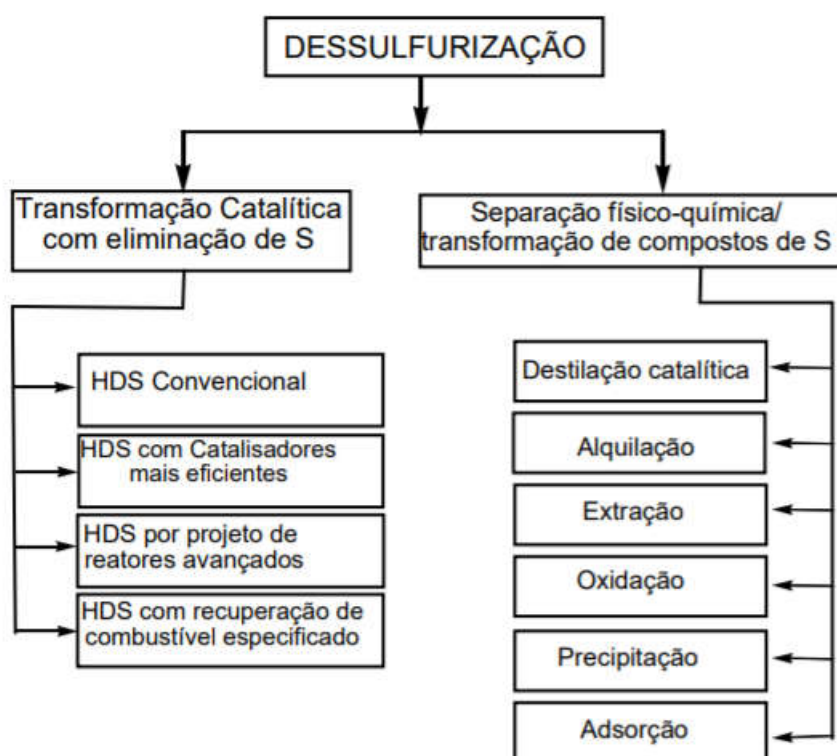 DESSULFURIZAÇÃO
Transformação Catalítica
com eliminação de S
Separação físico-química/
transformação de compostos de S
HDS Convencional
HDS com Catalisadores
mais eficientes
HDS por projeto de
reatores avançados
HDS com recuperação de
combustível especificado
Destilação catalítica
Alquilação
Extração
Oxidação
Precipitação
Adsorção